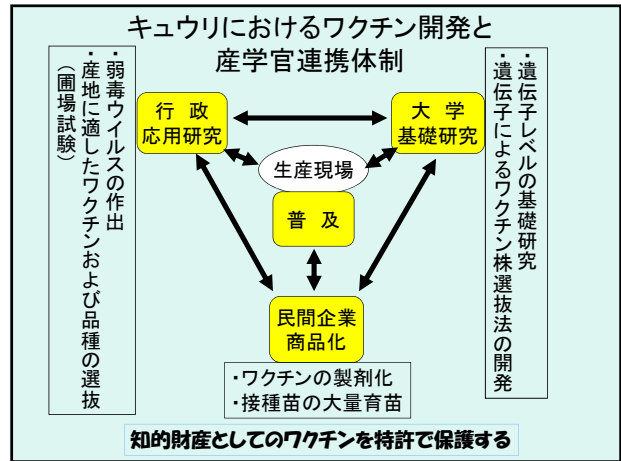 キュウリにおけるワクチン開発と
産学官連携体制
・弱毒ウイルスの作出
・産地に適したワクチンおよび品種の選抜
（圃場試験）
行　政
応用研究
大　学
基礎研究
・遺伝子レベルの基礎研究
・遺伝子によるワクチン株選抜法の開発
生産現場
普　及
民間企業
商品化
・ワクチンの製剤化
・接種苗の大量育苗
知的財産としてのワクチンを特許で保護する